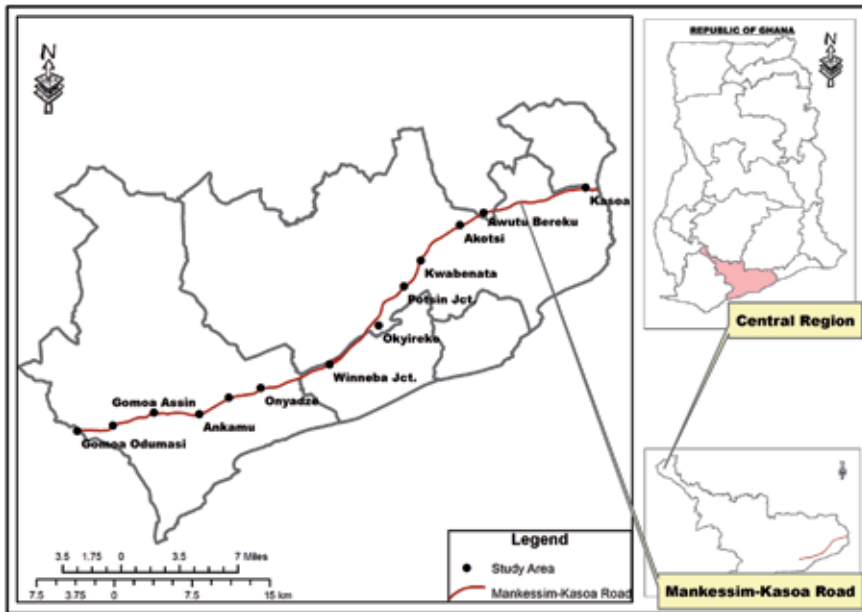 N
Kasoa
Awutu Bereku
Akotsi
Kwabenata
Potsin Jct.
Okyireko
Winneba Jct.
Onyadze
Gomoa Assin
Ankamu
Gomoa Odumasi
3.5 1.75 0 3.5 7 Miles
7.5 3.75 0 7.5 15 km
Legend
Study Area
Mankessim-Kasoa Road
REPUBLIC OF GHANA
N
Central Region
Mankessim-Kasoa Road